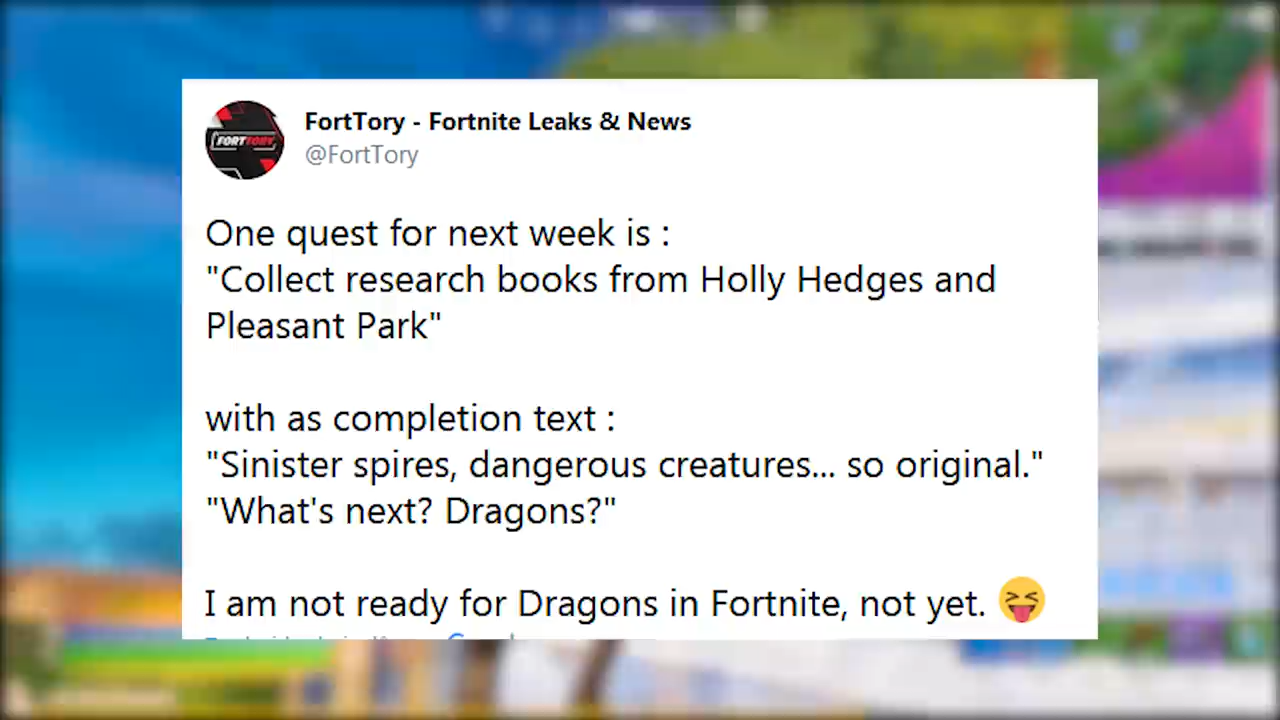 FORTTORY
FortTory - Fortnite Leaks & News
@FortTory
One quest for next week is :
"Collect research books from Holly Hedges and
Pleasant Park"
with as completion text :
"Sinister spires, dangerous creatures... so original."
"What's next? Dragons?"
I am not ready for Dragons in Fortnite, not yet. 😝